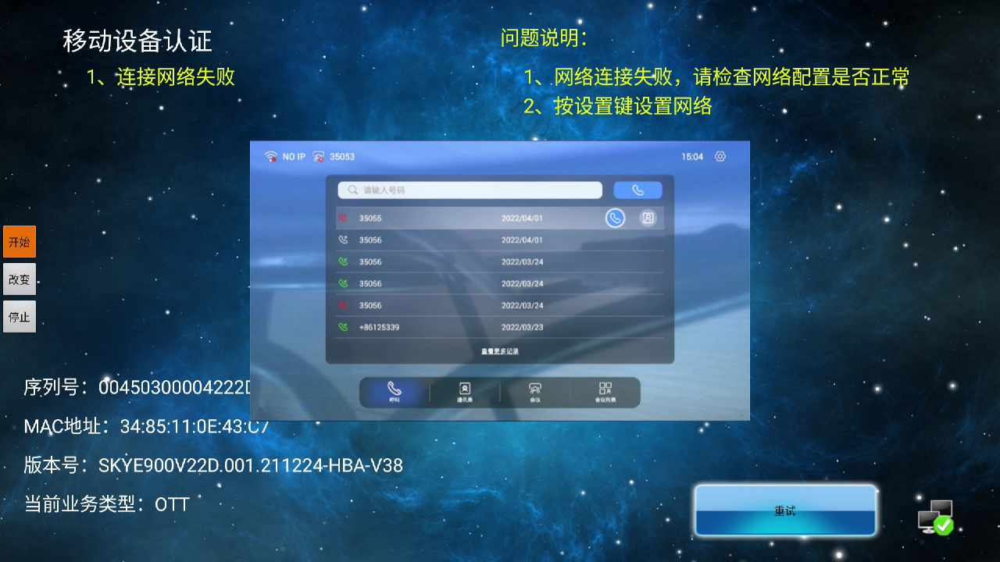 移动设备认证
1、连接网络失败
问题说明：
1、网络连接失败，请检查网络配置是否正常
2、按设置键设置网络
NO IP 35053 15:04
请输入号码
35055 2022/04/01
35056 2022/04/01
35056 2022/03/24
35056 2022/03/24
35056 2022/03/24
+86125339 2022/03/23
查看更多记录
呼叫 通讯录 会议 会议列表
开始
改变
停止
序列号：00450300004222D
MAC地址：34:85:11:0E:43:C7
版本号：SKYE900V22D.001.211224-HBA-V38
当前业务类型：OTT
重试